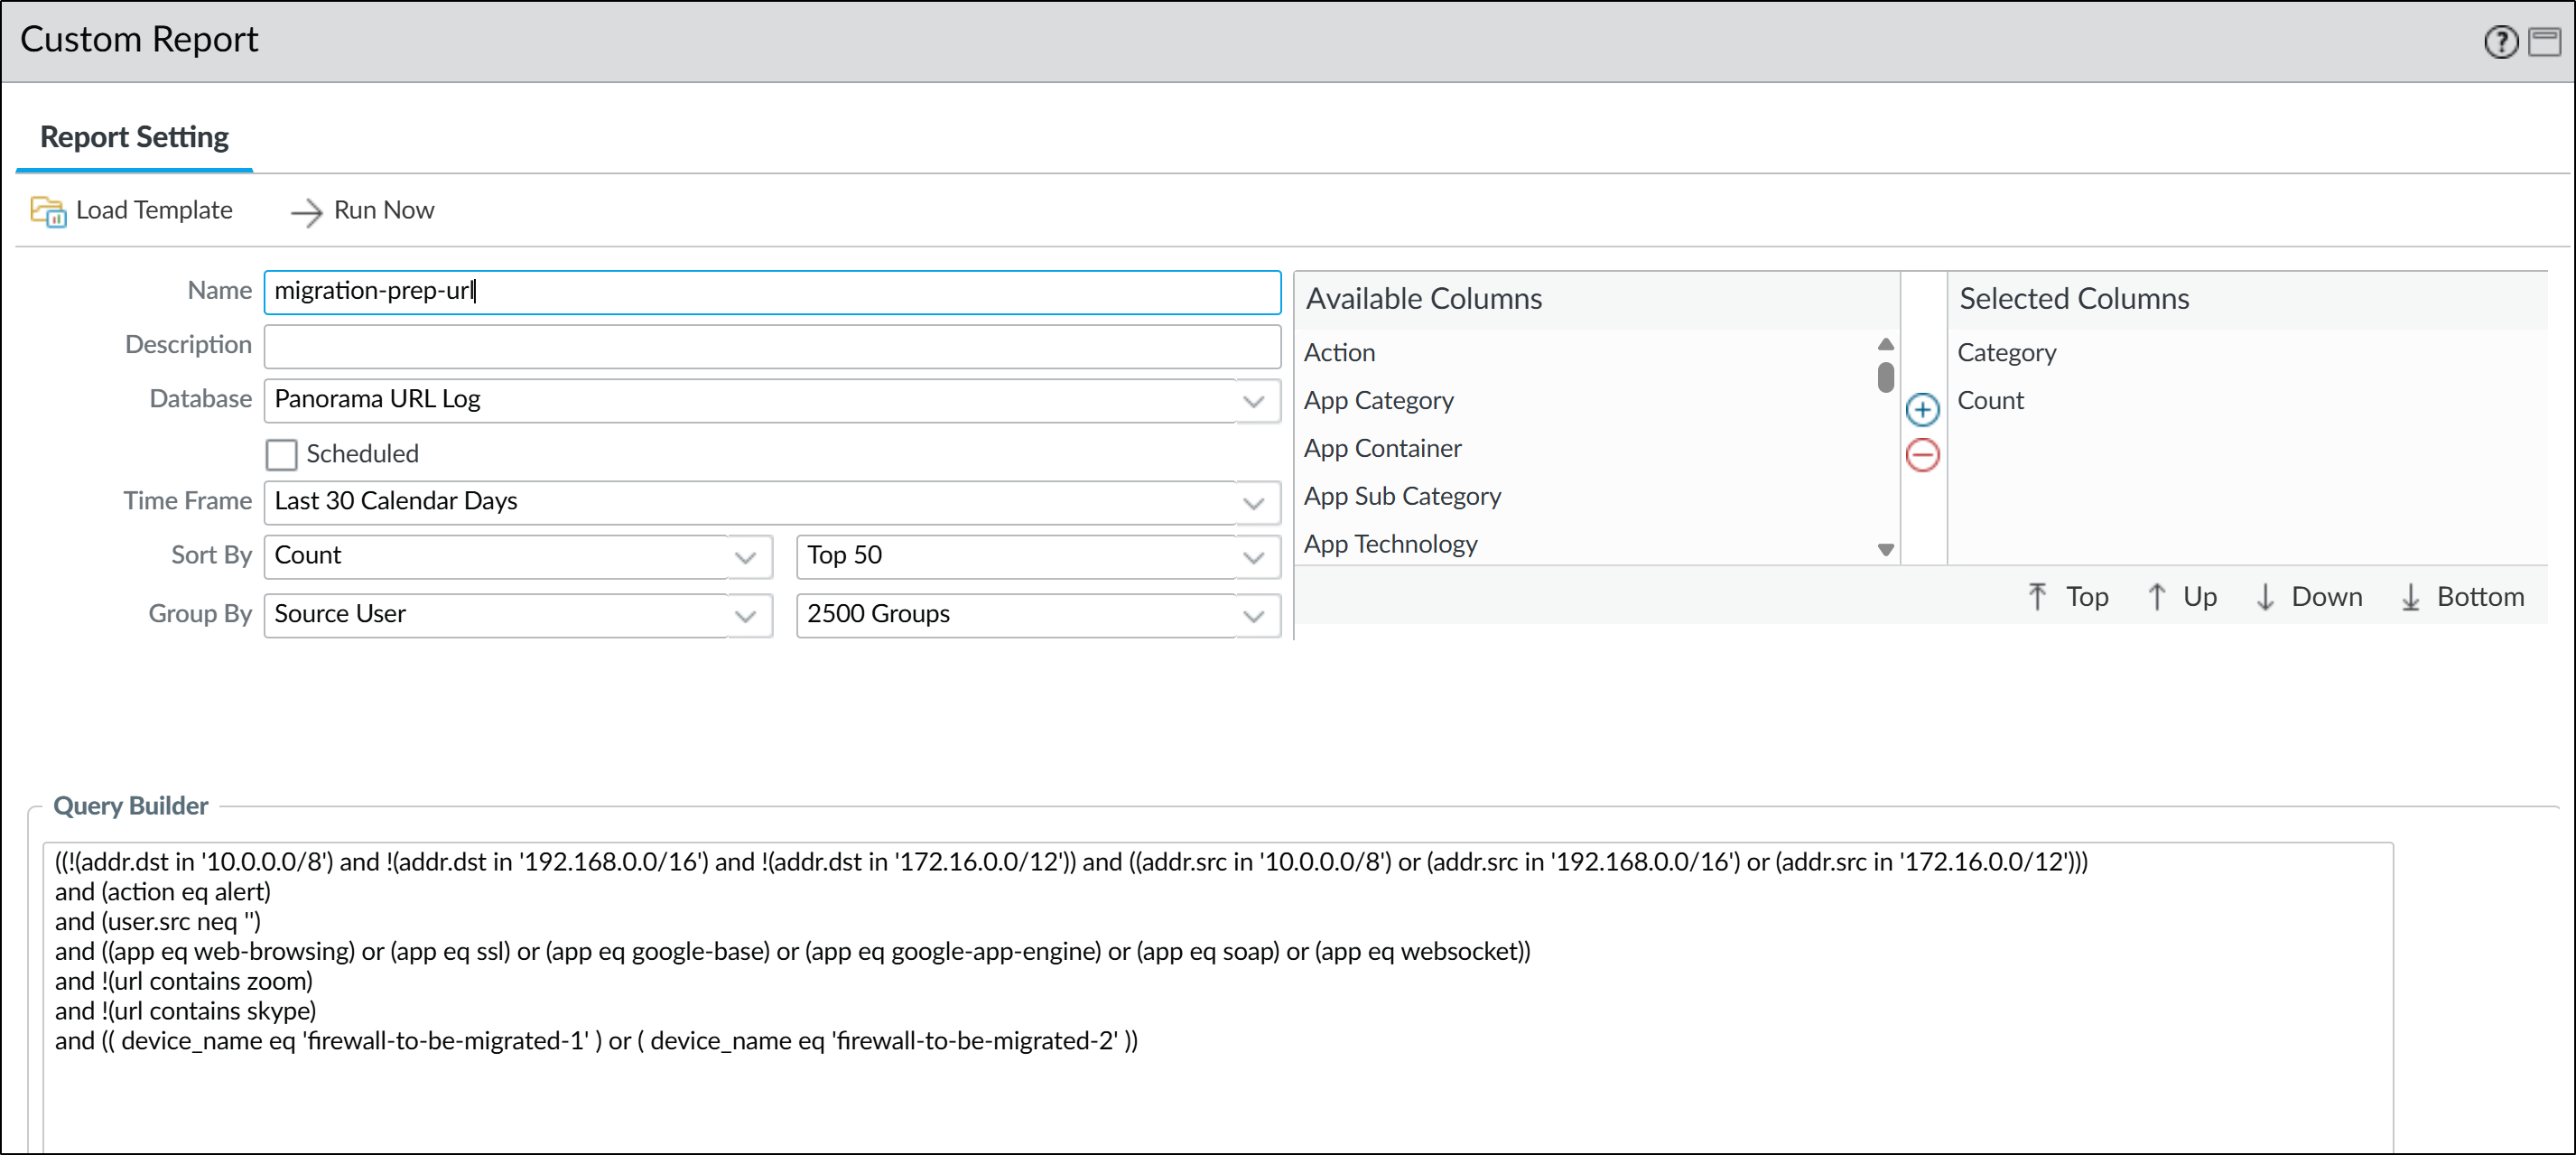 Custom Report
Report Setting
Load Template Run Now
Name migration-prep-url
Description
Database Panorama URL Log
Scheduled
Time Frame Last 30 Calendar Days
Sort By Count Top 50
Group By Source User 2500 Groups
Available Columns
Action
App Category
App Container
App Sub Category
App Technology
Selected Columns
Category
Count
Top Up Down Bottom
Query Builder
((!(addr.dst in '10.0.0.0/8') and !(addr.dst in '192.168.0.0/16') and !(addr.dst in '172.16.0.0/12')) and ((addr.src in '10.0.0.0/8') or (addr.src in '192.168.0.0/16') or (addr.src in '172.16.0.0/12')))
and (action eq alert)
and (user.src neq '')
and ((app eq web-browsing) or (app eq ssl) or (app eq google-base) or (app eq google-app-engine) or (app eq soap) or (app eq websocket))
and !(url contains zoom)
and !(url contains skype)
and (( device_name eq 'firewall-to-be-migrated-1' ) or ( device_name eq 'firewall-to-be-migrated-2' ))